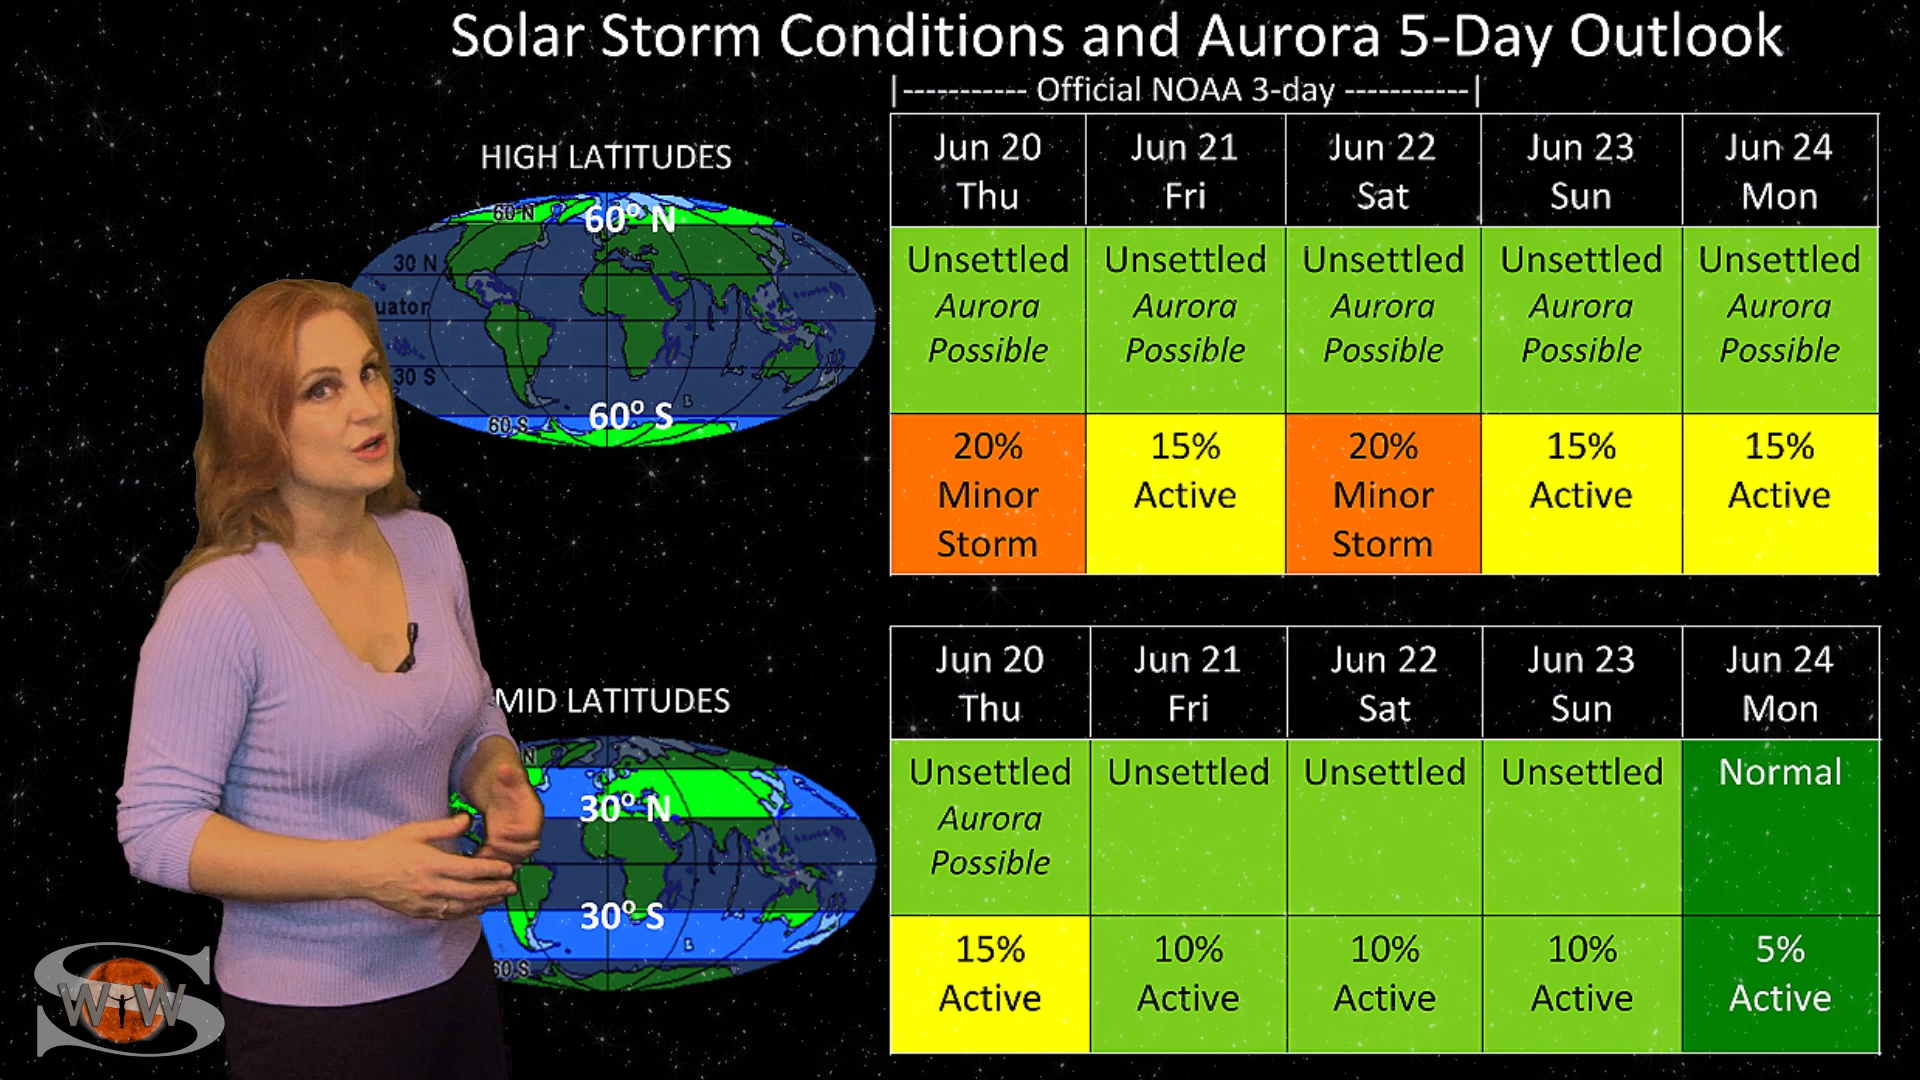 Solar Storm Conditions and Aurora 5-Day Outlook
|----------- Official NOAA 3-day -----------|
HIGH LATITUDES
60 N
60º N
30 N
uator
30 S
60 S
60º S
Jun 20 Jun 21 Jun 22 Jun 23 Jun 24
Thu Fri Sat Sun Mon
Unsettled Unsettled Unsettled Unsettled Unsettled
Aurora Aurora Aurora Aurora Aurora
Possible Possible Possible Possible Possible
20% 15% 20% 15% 15%
Minor Active Minor Active Active
Storm Storm
MID LATITUDES
N
30º N
30º S
60 S
Jun 20 Jun 21 Jun 22 Jun 23 Jun 24
Thu Fri Sat Sun Mon
Unsettled Unsettled Unsettled Unsettled Normal
Aurora
Possible
15% 10% 10% 10% 5%
Active Active Active Active Active
S
WTW